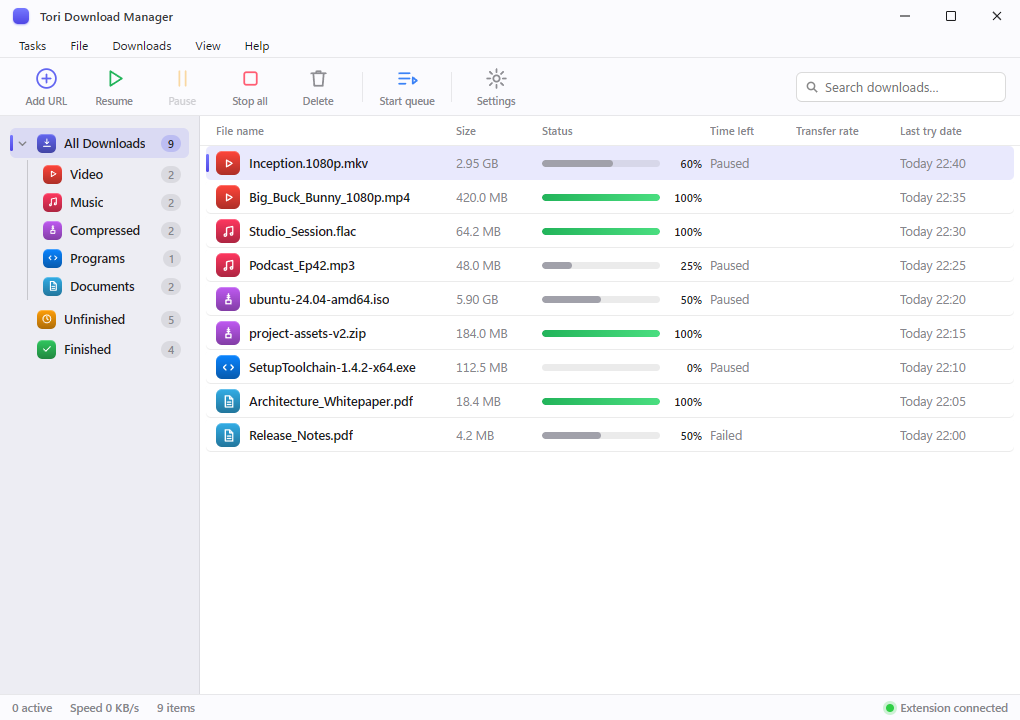 Tori Download Manager
Tasks File Downloads View Help
Add URL Resume Pause Stop all Delete Start queue Settings Search downloads...
All Downloads 9
Video 2
Music 2
Compressed 2
Programs 1
Documents 2
Unfinished 5
Finished 4
File name Size Status Time left Transfer rate Last try date
Inception.1080p.mkv 2.95 GB 60% Paused Today 22:40
Big_Buck_Bunny_1080p.mp4 420.0 MB 100% Today 22:35
Studio_Session.flac 64.2 MB 100% Today 22:30
Podcast_Ep42.mp3 48.0 MB 25% Paused Today 22:25
ubuntu-24.04-amd64.iso 5.90 GB 50% Paused Today 22:20
project-assets-v2.zip 184.0 MB 100% Today 22:15
SetupToolchain-1.4.2-x64.exe 112.5 MB 0% Paused Today 22:10
Architecture_Whitepaper.pdf 18.4 MB 100% Today 22:05
Release_Notes.pdf 4.2 MB 50% Failed Today 22:00
0 active Speed 0 KB/s 9 items Extension connected